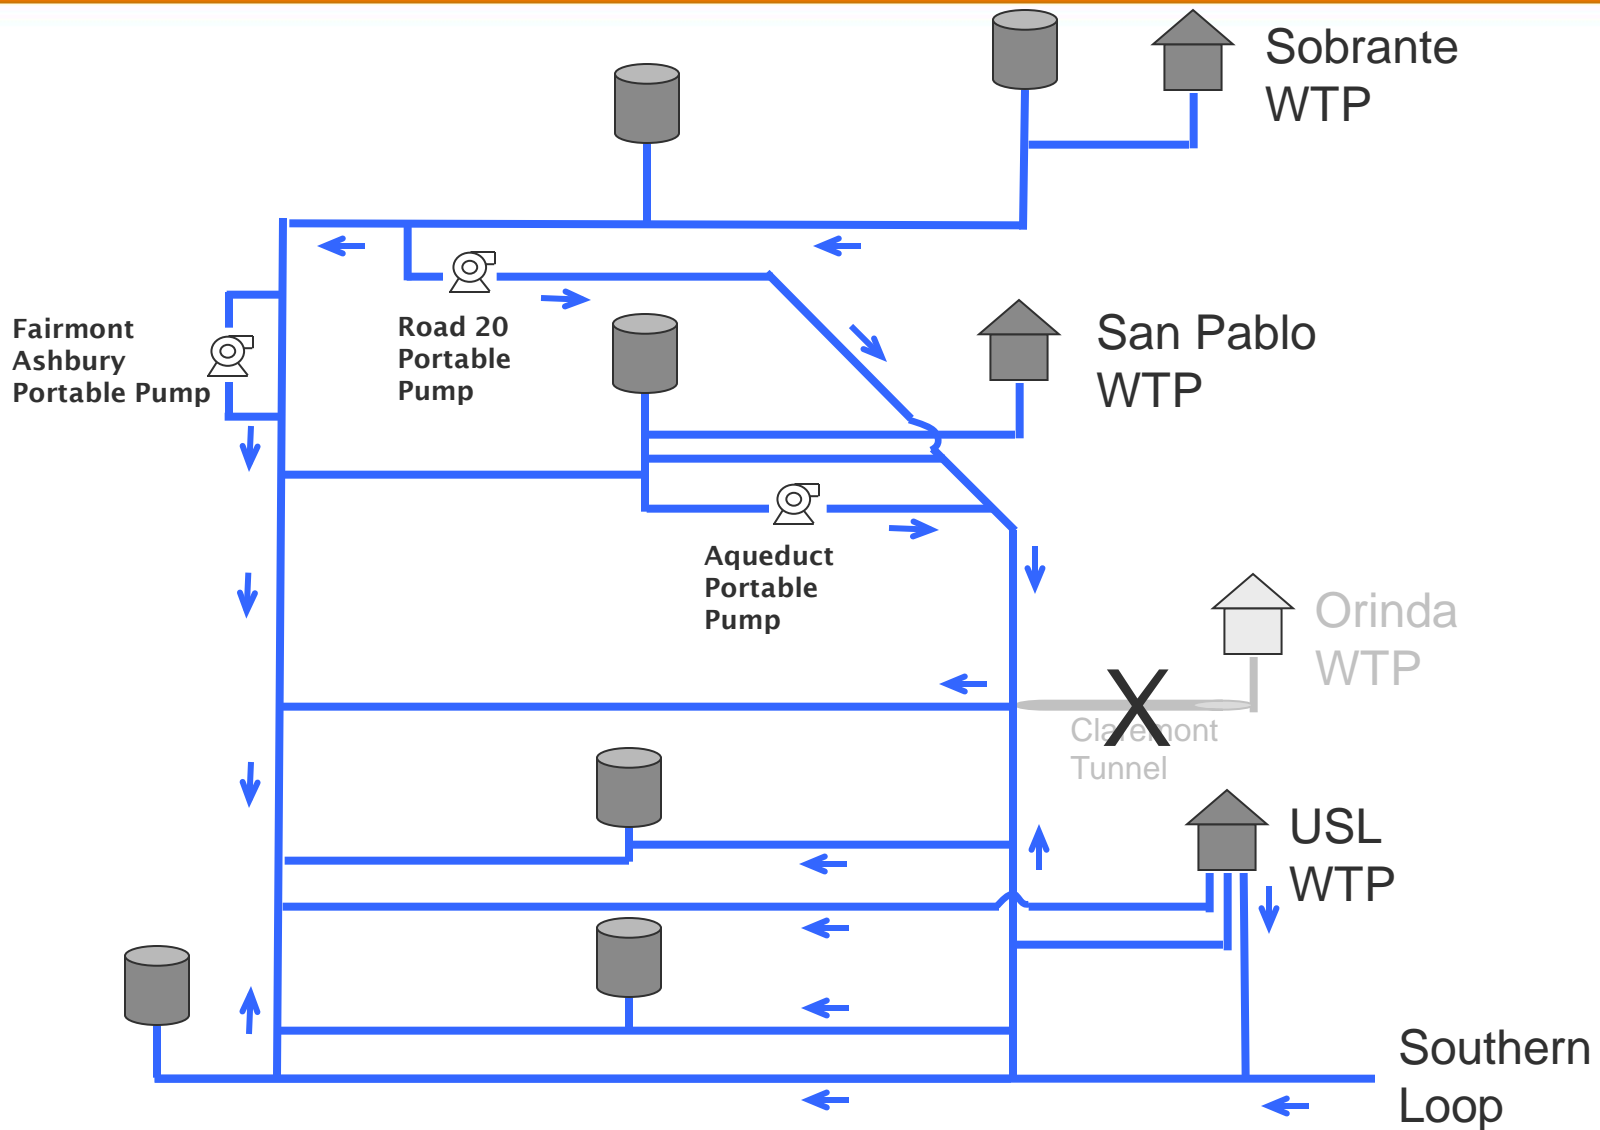 Sobrante
WTP
Fairmont
Ashbury
Portable Pump
Road 20
Portable
Pump
San Pablo
WTP
Aqueduct
Portable
Pump
Orinda
WTP
X
Claremont
Tunnel
USL
WTP
Southern
Loop